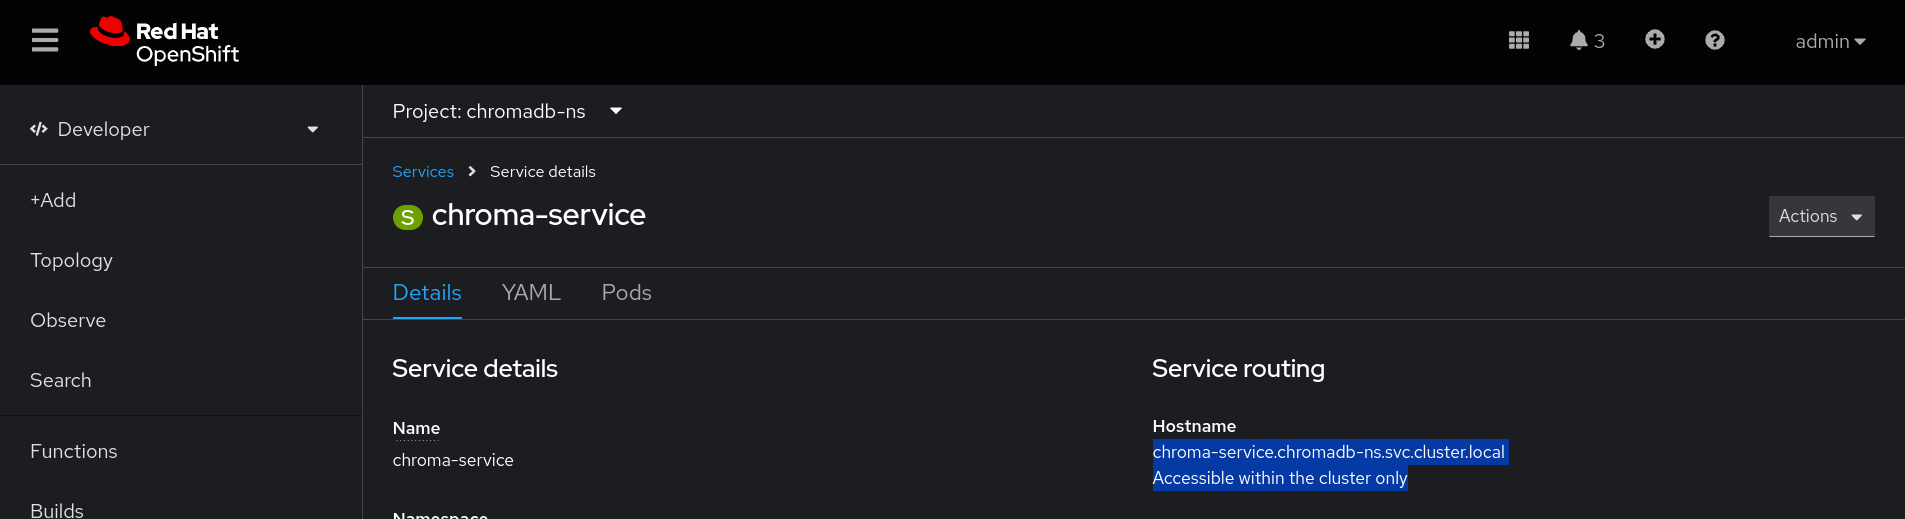 Red Hat
OpenShift
3
admin
Developer
+Add
Topology
Observe
Search
Functions
Builds
Project: chromadb-ns
Services
Service details
S
chroma-service
Actions
Details
YAML
Pods
Service details
Name
chroma-service
Namespace
Service routing
Hostname
chroma-service.chromadb-ns.svc.cluster.local
Accessible within the cluster only